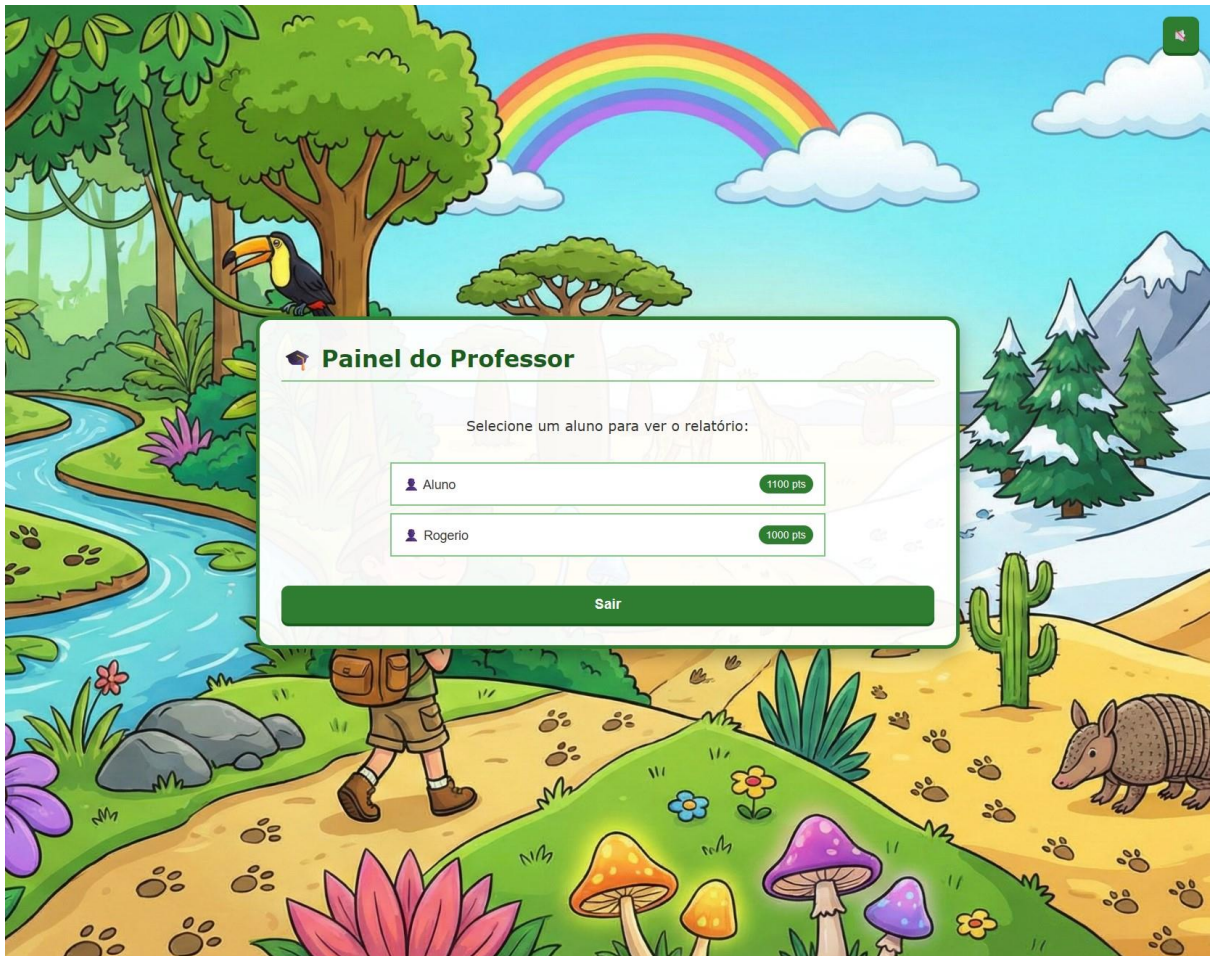 Painel do Professor
Selecione um aluno para ver o relatório:
Aluno 1100 pts
Rogerio 1000 pts
Sair